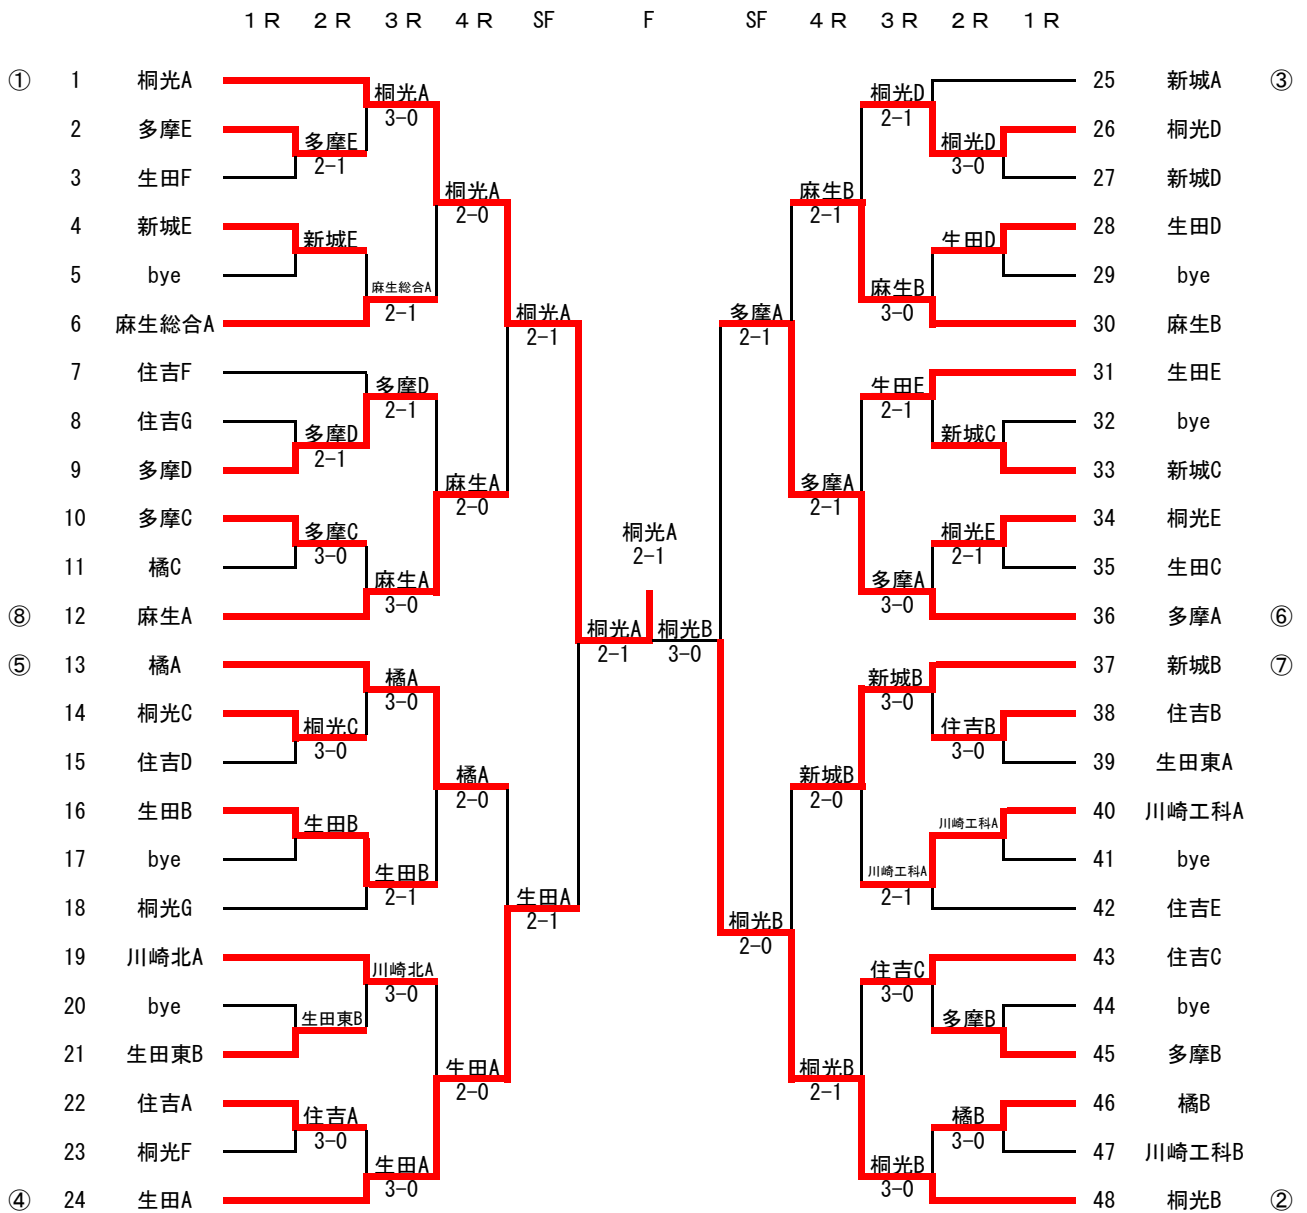 １Ｒ ２Ｒ ３Ｒ ４Ｒ SF F SF ４Ｒ ３Ｒ ２Ｒ １Ｒ
① 1 桐光A 25 新城A ③
桐光A 桐光D
3-0 2-1
2 多摩E 26 桐光D
多摩E 桐光D
2-1 3-0
3 生田F 27 新城D
桐光A 麻生B
2-0 2-1
4 新城E 28 生田D
新城E 生田D
5 bye 29 bye
麻生総合A 麻生B
2-1 3-0
桐光A 多摩A
6 麻生総合A 30 麻生B
2-1 2-1
7 住吉F 31 生田E
多摩D 生田E
2-1 2-1
8 住吉G 32 bye
多摩D 新城C
2-1
9 多摩D 33 新城C
麻生A 多摩A
2-0 2-1
10 多摩C 34 桐光E
多摩C 桐光A 桐光E
3-0 2-1 2-1
11 橘C 35 生田C
麻生A 多摩A
3-0 3-0
⑧ 12 麻生A 36 多摩A ⑥
桐光A 桐光B
2-1 3-0
⑤ 13 橘A 37 新城B ⑦
橘A 新城B
3-0 3-0
14 桐光C 38 住吉B
桐光C 住吉B
3-0 3-0
15 住吉D 39 生田東A
橘A 新城B
2-0 2-0
16 生田B 40 川崎工科A
生田B 川崎工科A
17 bye 41 bye
生田B 川崎工科A
2-1 2-1
生田A
18 桐光G 42 住吉E
2-1 桐光B
2-0
19 川崎北A 43 住吉C
川崎北A 住吉C
3-0 3-0
20 bye 44 bye
生田東B 多摩B
21 生田東B 45 多摩B
生田A 桐光B
2-0 2-1
22 住吉A 46 橘B
住吉A 橘B
3-0 3-0
23 桐光F 47 川崎工科B
生田A 桐光B
3-0 3-0
④ 24 生田A 48 桐光B ②